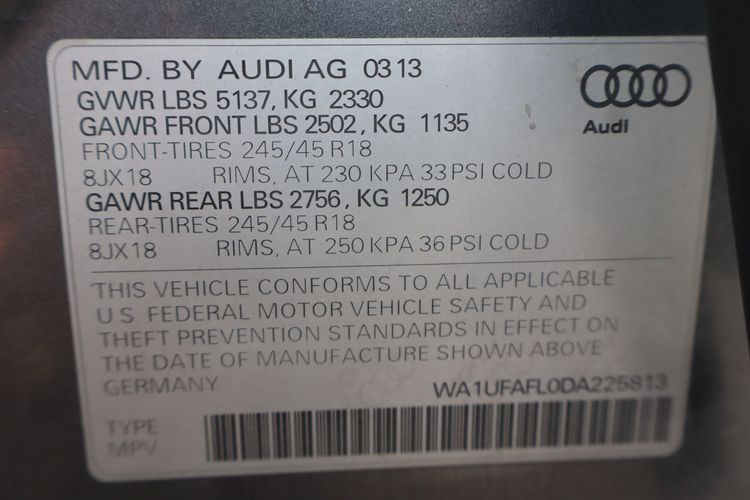 MFD. BY AUDI AG 03 13
GVWR LBS 5137, KG 2330
GAWR FRONT LBS 2502, KG 1135
FRONT-TIRES 245/45 R18
8JX18 RIMS, AT 230 KPA 33 PSI COLD
GAWR REAR LBS 2756, KG 1250
REAR-TIRES 245/45 R18
8JX18 RIMS, AT 250 KPA 36 PSI COLD
Audi
THIS VEHICLE CONFORMS TO ALL APPLICABLE
U.S. FEDERAL MOTOR VEHICLE SAFETY AND
THEFT PREVENTION STANDARDS IN EFFECT ON
THE DATE OF MANUFACTURE SHOWN ABOVE
GERMANY WA1UFAFL0DA225813
TYPE:
MPV